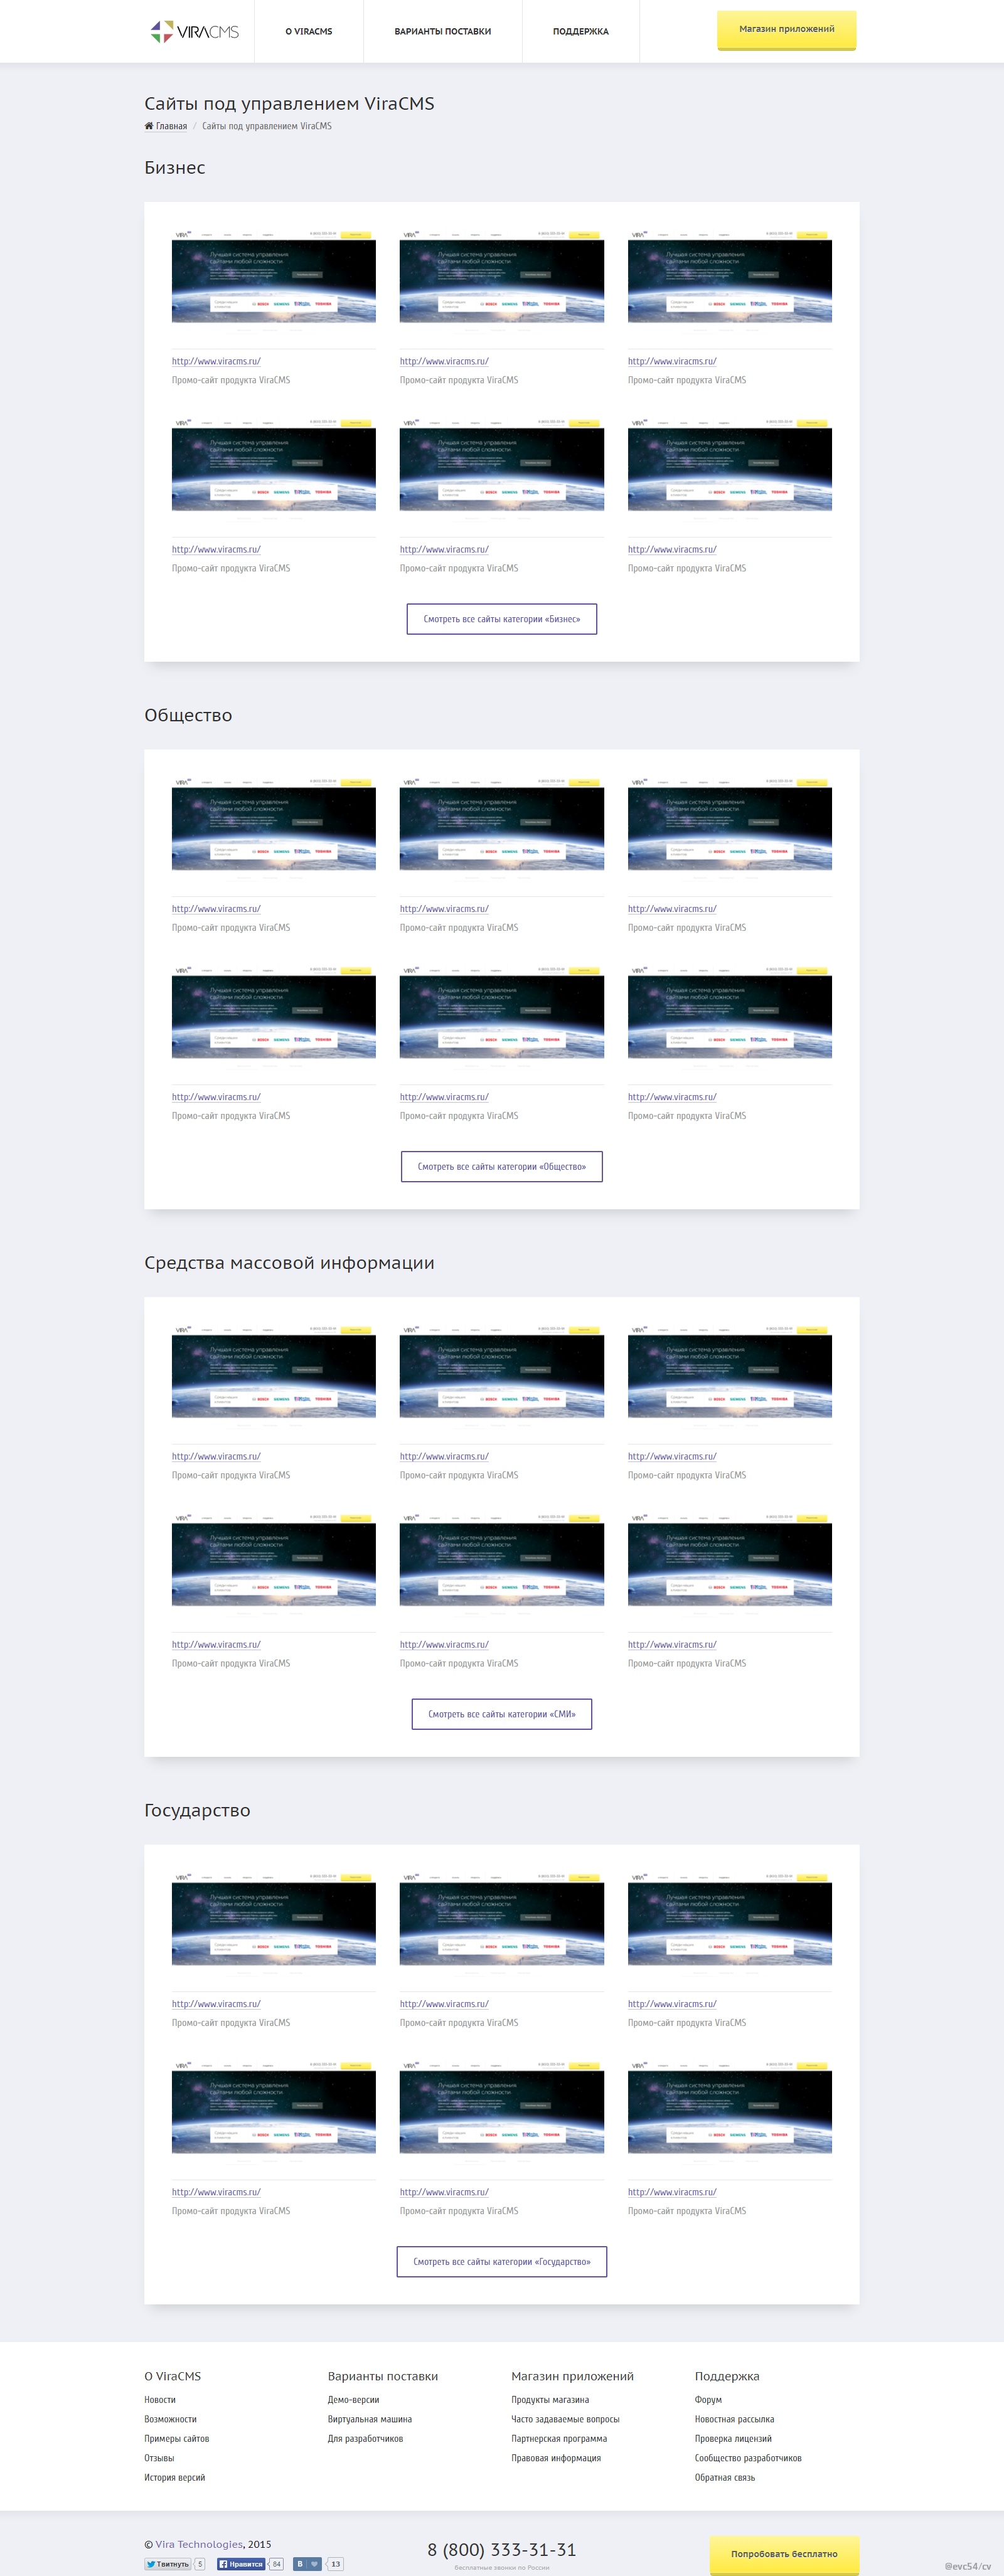 VIRACMS
О VIRACMS
ВАРИАНТЫ ПОСТАВКИ
ПОДДЕРЖКА
Магазин приложений
Сайты под управлением ViraCMS
Главная / Сайты под управлением ViraCMS
Бизнес
Лучшая система управления сайтами любой сложности
http://www.viracms.ru/ http://www.viracms.ru/ http://www.viracms.ru/
Промо-сайт продукта ViraCMS Промо-сайт продукта ViraCMS Промо-сайт продукта ViraCMS
http://www.viracms.ru/ http://www.viracms.ru/ http://www.viracms.ru/
Промо-сайт продукта ViraCMS Промо-сайт продукта ViraCMS Промо-сайт продукта ViraCMS
Смотреть все сайты категории «Бизнес»
Общество
http://www.viracms.ru/ http://www.viracms.ru/ http://www.viracms.ru/
Промо-сайт продукта ViraCMS Промо-сайт продукта ViraCMS Промо-сайт продукта ViraCMS
http://www.viracms.ru/ http://www.viracms.ru/ http://www.viracms.ru/
Промо-сайт продукта ViraCMS Промо-сайт продукта ViraCMS Промо-сайт продукта ViraCMS
Смотреть все сайты категории «Общество»
Средства массовой информации
http://www.viracms.ru/ http://www.viracms.ru/ http://www.viracms.ru/
Промо-сайт продукта ViraCMS Промо-сайт продукта ViraCMS Промо-сайт продукта ViraCMS
http://www.viracms.ru/ http://www.viracms.ru/ http://www.viracms.ru/
Промо-сайт продукта ViraCMS Промо-сайт продукта ViraCMS Промо-сайт продукта ViraCMS
Смотреть все сайты категории «СМИ»
Государство
http://www.viracms.ru/ http://www.viracms.ru/ http://www.viracms.ru/
Промо-сайт продукта ViraCMS Промо-сайт продукта ViraCMS Промо-сайт продукта ViraCMS
http://www.viracms.ru/ http://www.viracms.ru/ http://www.viracms.ru/
Промо-сайт продукта ViraCMS Промо-сайт продукта ViraCMS Промо-сайт продукта ViraCMS
Смотреть все сайты категории «Государство»
О ViraCMS
Новости
Возможности
Примеры сайтов
Отзывы
История версий
Варианты поставки
Демо-версии
Виртуальная машина
Для разработчиков
Магазин приложений
Продукты магазина
Часто задаваемые вопросы
Партнерская программа
Правовая информация
Поддержка
Форум
Новостная рассылка
Проверка лицензий
Сообщество разработчиков
Обратная связь
© Vira Technologies, 2015
Твитнуть 5 Нравится 84 В 13
8 (800) 333-31-31
бесплатные звонки по России
Попробовать бесплатно
@evc54/cv